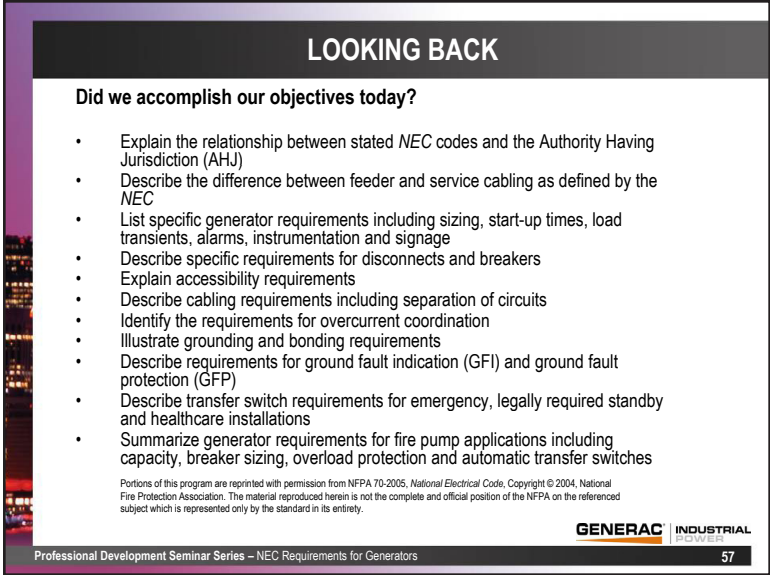 LOOKING BACK
Did we accomplish our objectives today?
• Explain the relationship between stated NEC codes and the Authority Having
Jurisdiction (AHJ)
• Describe the difference between feeder and service cabling as defined by the
NEC
• List specific generator requirements including sizing, start-up times, load
transients, alarms, instrumentation and signage
• Describe specific requirements for disconnects and breakers
• Explain accessibility requirements
• Describe cabling requirements including separation of circuits
• Identify the requirements for overcurrent coordination
• Illustrate grounding and bonding requirements
• Describe requirements for ground fault indication (GFI) and ground fault
protection (GFP)
• Describe transfer switch requirements for emergency, legally required standby
and healthcare installations
• Summarize generator requirements for fire pump applications including
capacity, breaker sizing, overload protection and automatic transfer switches
Portions of this program are reprinted with permission from NFPA 70-2005, National Electrical Code, Copyright © 2004, National
Fire Protection Association. The material reproduced herein is not the complete and official position of the NFPA on the referenced
subject which is represented only by the standard in its entirety.
GENERAC | INDUSTRIAL
POWER
Professional Development Seminar Series – NEC Requirements for Generators 57